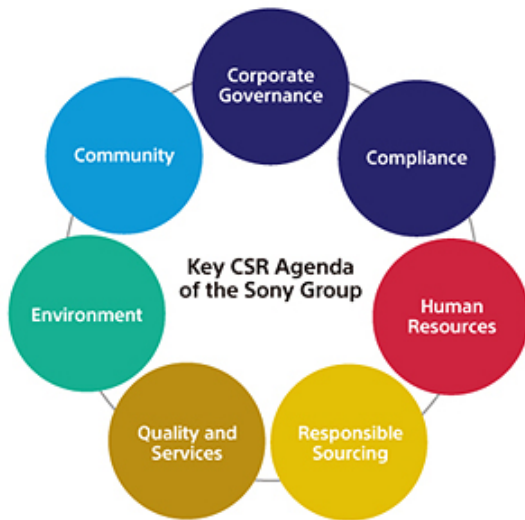 Corporate
Governance
Compliance
Human
Resources
Responsible
Sourcing
Quality and
Services
Environment
Community
Key CSR Agenda
of the Sony Group